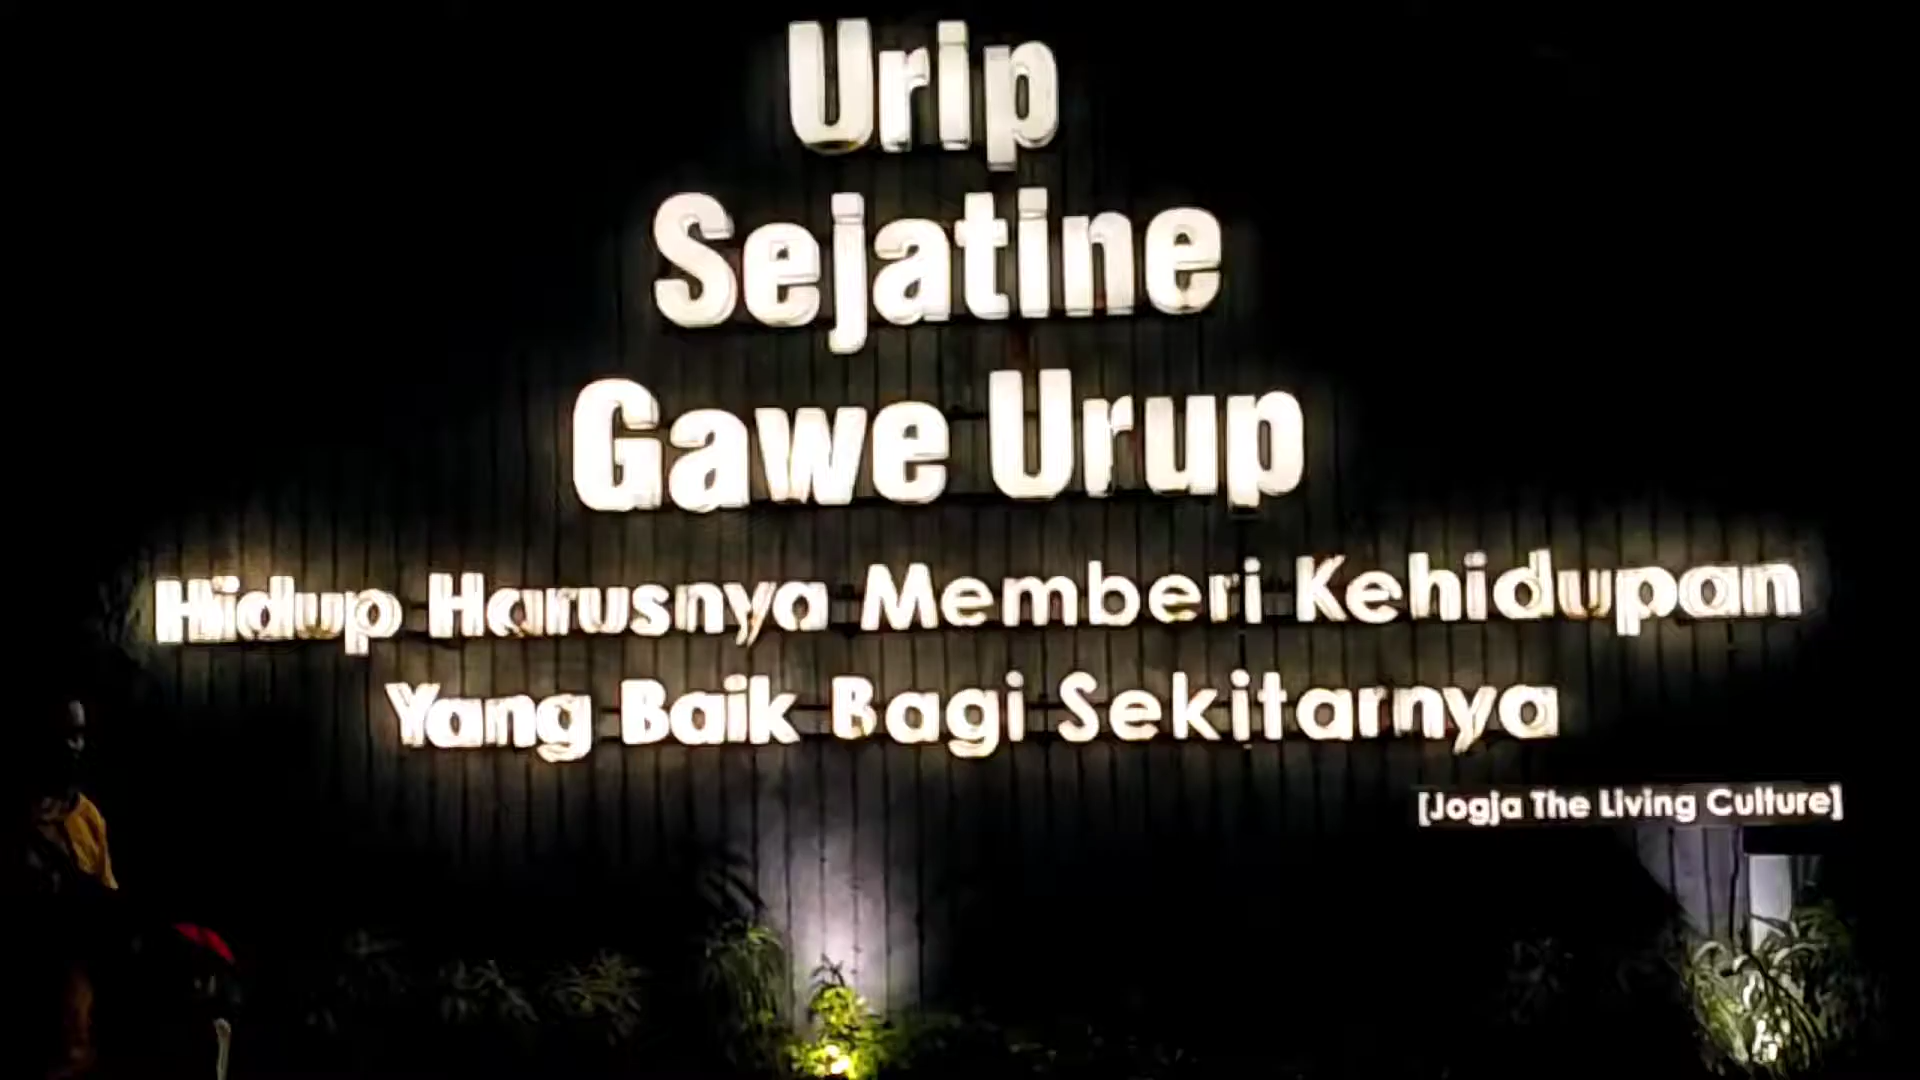 Urip
Sejatine
Gawe Urup
Hidup Harusnya Memberi Kehidupan
Yang Baik Bagi Sekitarnya
[Jogja The Living Culture]